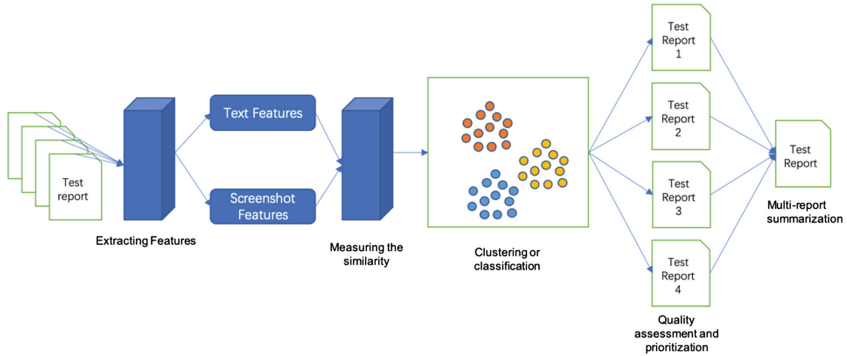 Test
report
Extracting Features
Text Features
Screenshot
Features
Measuring the
similarity
Clustering or
classification
Test
Report
1
Test
Report
2
Test
Report
3
Test
Report
4
Quality
assessment and
prioritization
Test
Report
Multi-report
summarization